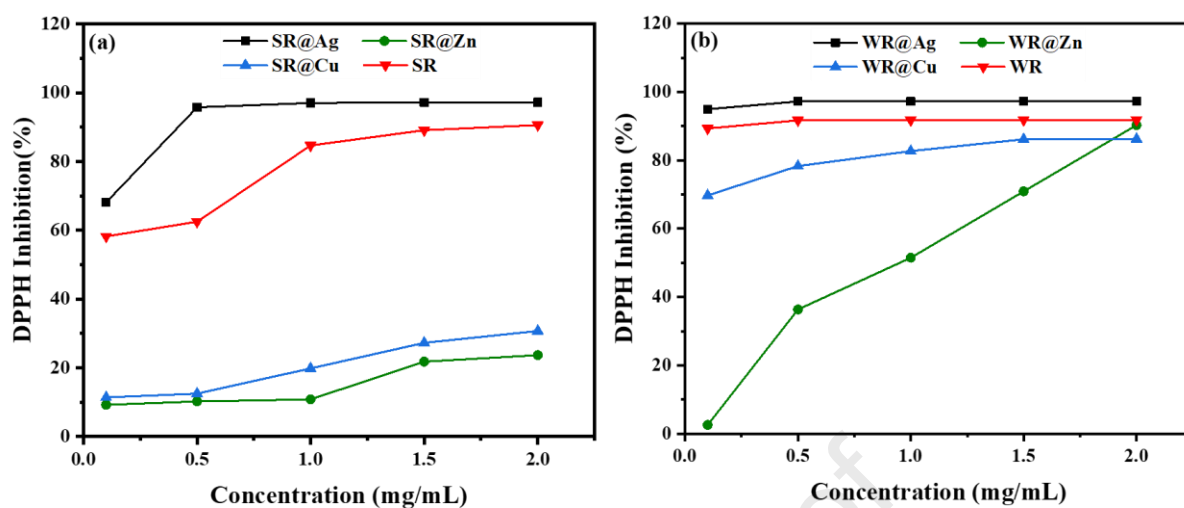 (a)
SR@Ag SR@Zn
SR@Cu SR
120
100
80
60
40
20
0
0.0 0.5 1.0 1.5 2.0
DPPH Inhibition(%)
Concentration (mg/mL)
(b)
WR@Ag WR@Zn
WR@Cu WR
120
100
80
60
40
20
0
0.0 0.5 1.0 1.5 2.0
DPPH Inhibition (%)
Concentration (mg/mL)